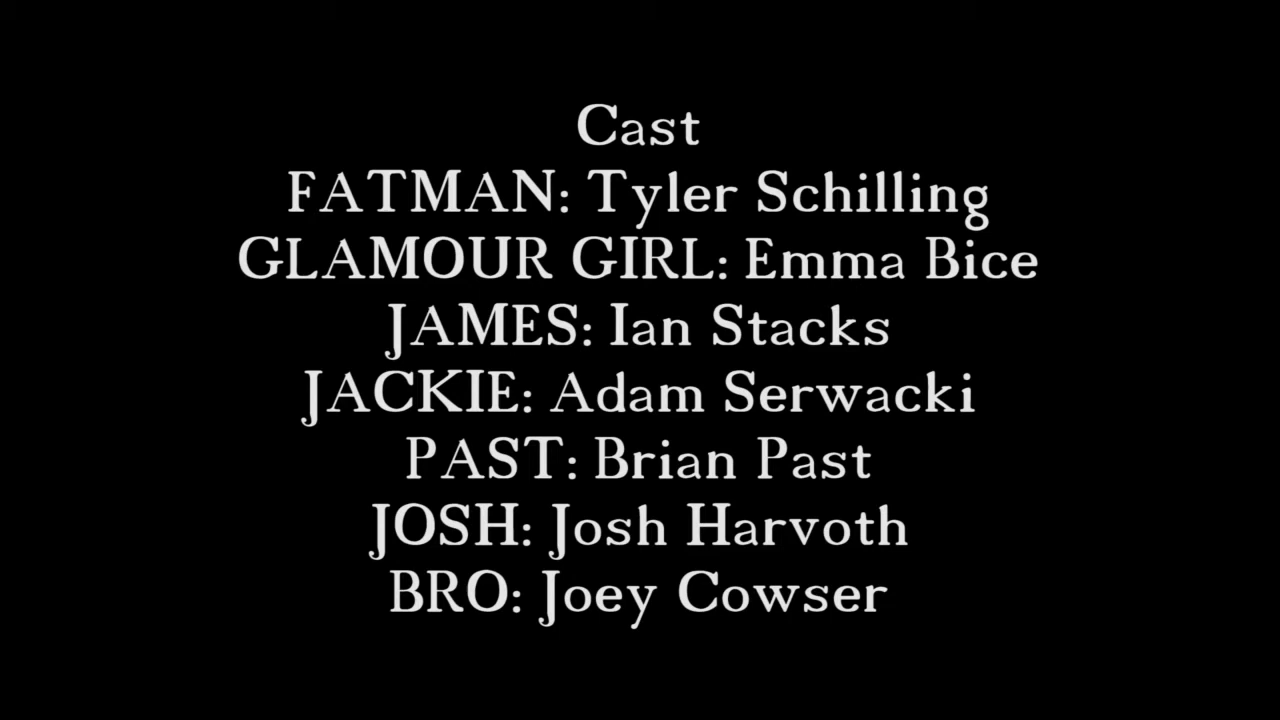 Cast
FATMAN: Tyler Schilling
GLAMOUR GIRL: Emma Bice
JAMES: Ian Stacks
JACKIE: Adam Serwacki
PAST: Brian Past
JOSH: Josh Harvoth
BRO: Joey Cowser